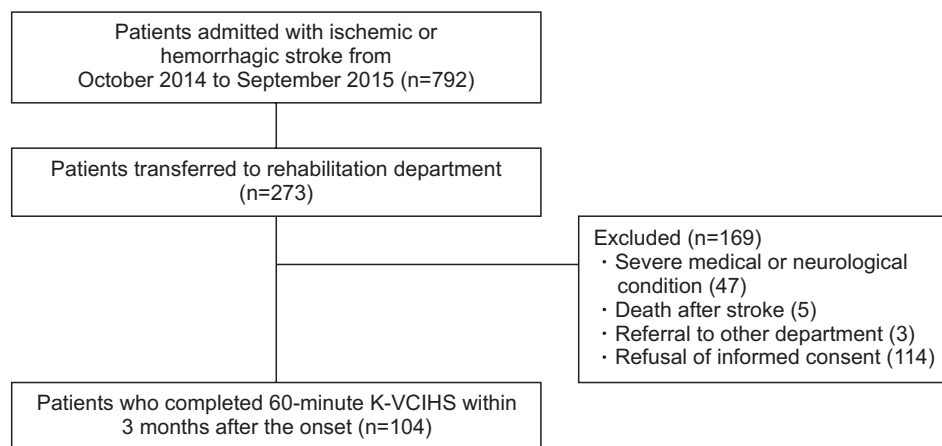 Patients admitted with ischemic or
hemorrhagic stroke from
October 2014 to September 2015 (n=792)
Patients transferred to rehabilitation department
(n=273)
Excluded (n=169)
· Severe medical or neurological
condition (47)
· Death after stroke (5)
· Referral to other department (3)
· Refusal of informed consent (114)
Patients who completed 60-minute K-VCIHS within
3 months after the onset (n=104)